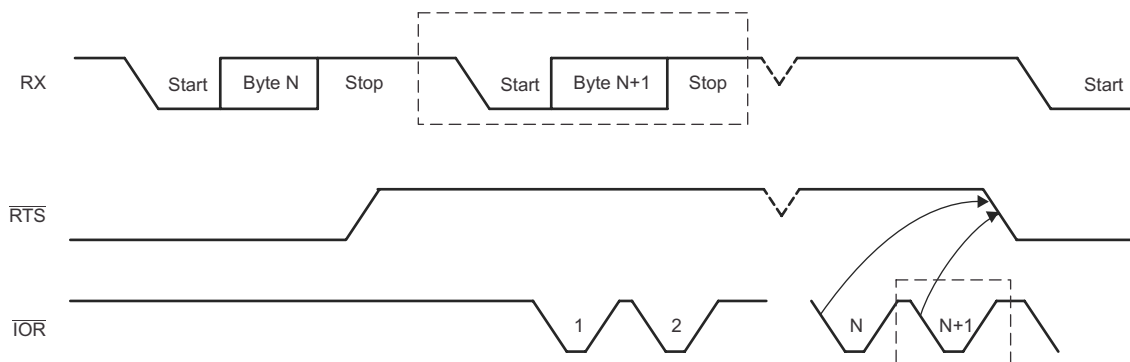 RX Start Byte N Stop Start Byte N+1 Stop Start
RTS
IOR 1 2 N N+1